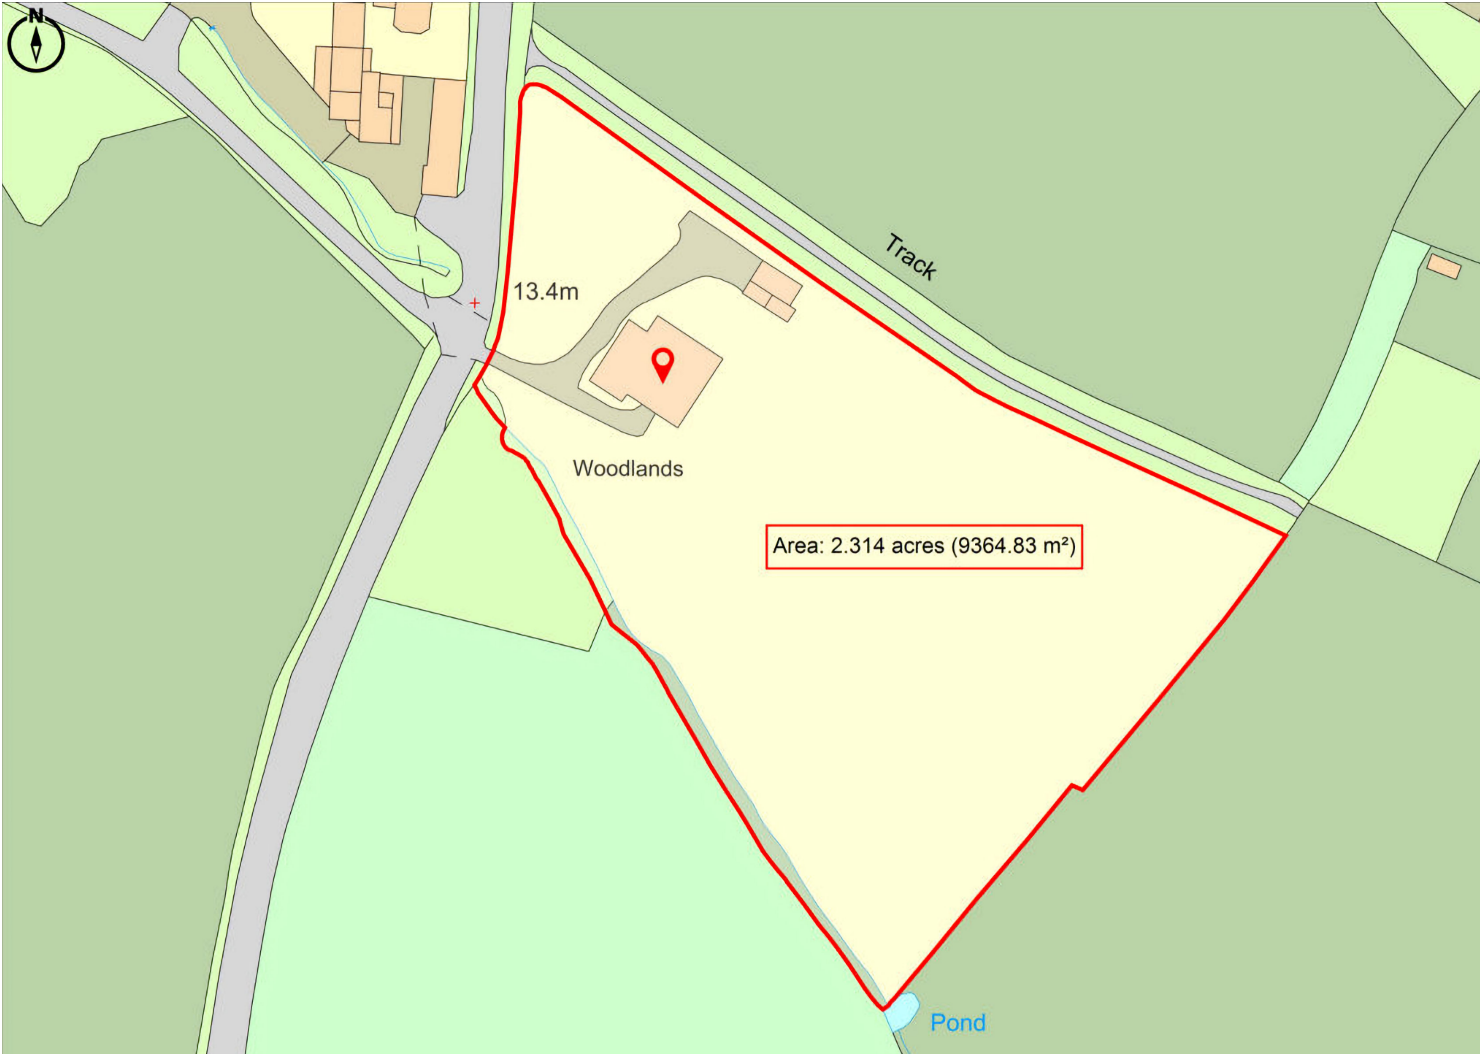 N
Track
13.4m
Woodlands
Area: 2.314 acres (9364.83 m²)
Pond